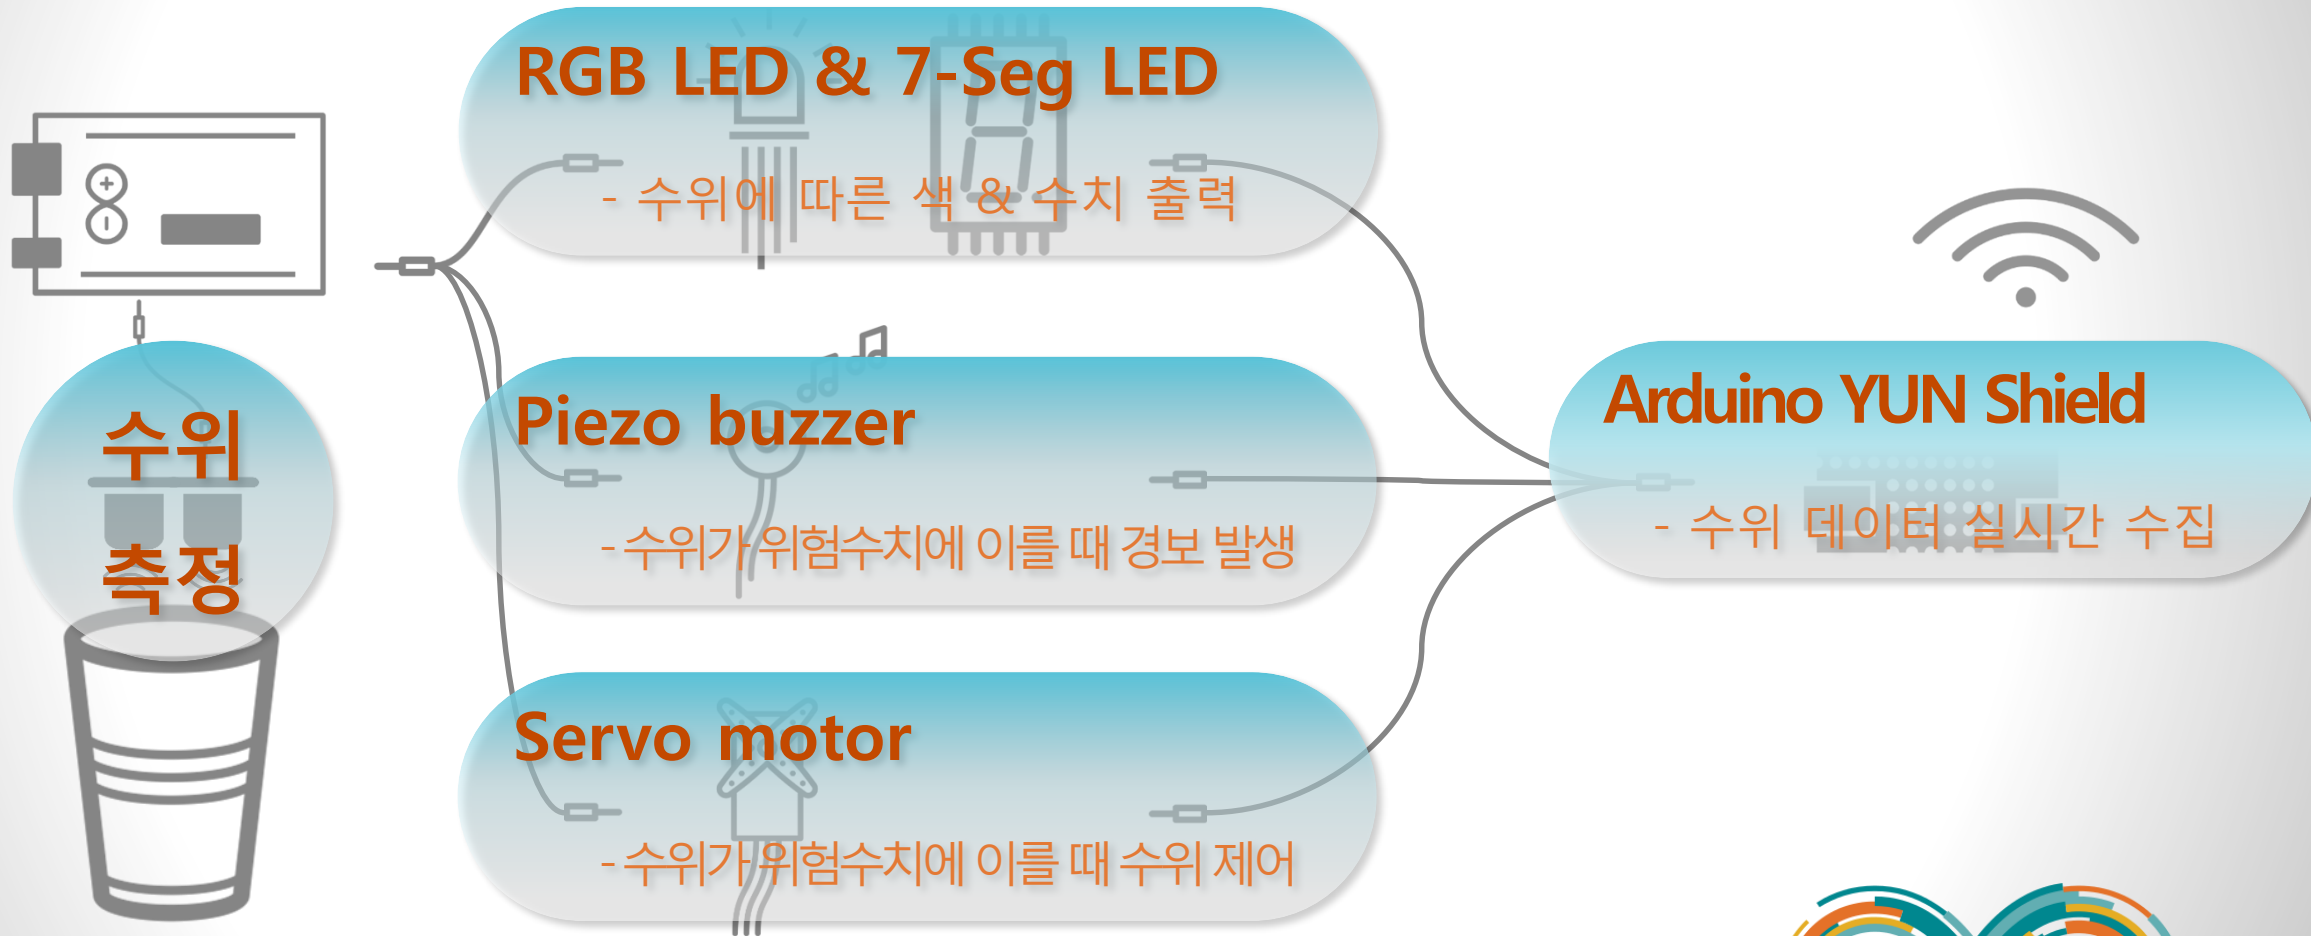 수위
측정
RGB LED & 7-Seg LED
- 수위에 따른 색 & 수치 출력
Piezo buzzer
- 수위가 위험수치에 이를 때 경보 발생
Servo motor
- 수위가 위험수치에 이를 때 수위 제어
Arduino YUN Shield
- 수위 데이터 실시간 수집